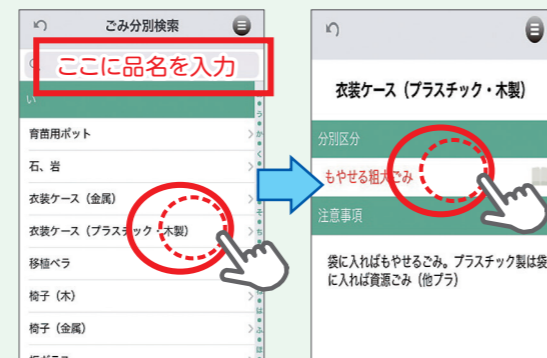 ごみ分別検索
ここに品名を入力
い
育苗用ポット
石、岩
衣装ケース（金属）
衣装ケース（プラスチック・木製）
移植ベラ
椅子（木）
椅子（金属）
衣装ケース（プラスチック・木製）
分別区分
もやせる粗大ごみ
注意事項
袋に入ればもやせるごみ。プラスチック製は袋
に入れば資源ごみ（他プラ）